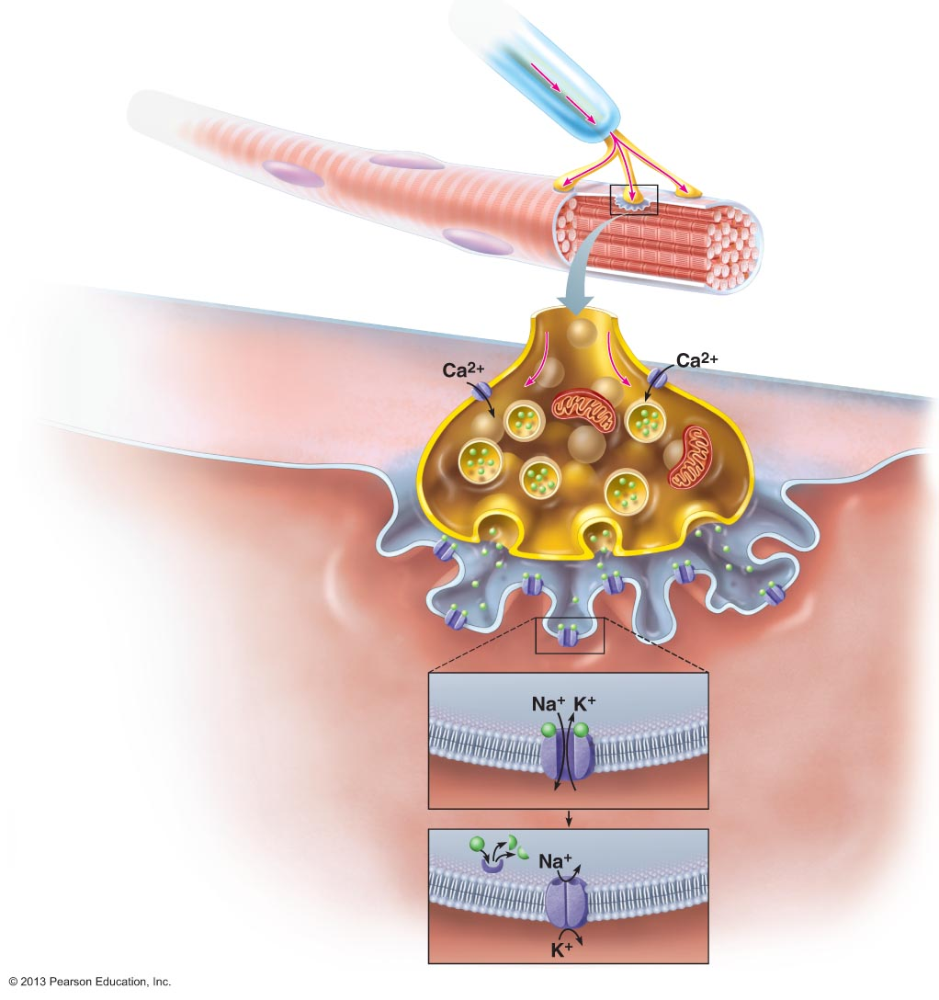 Ca2+
Ca2+
Na+ K+
Na+
K+
© 2013 Pearson Education, Inc.